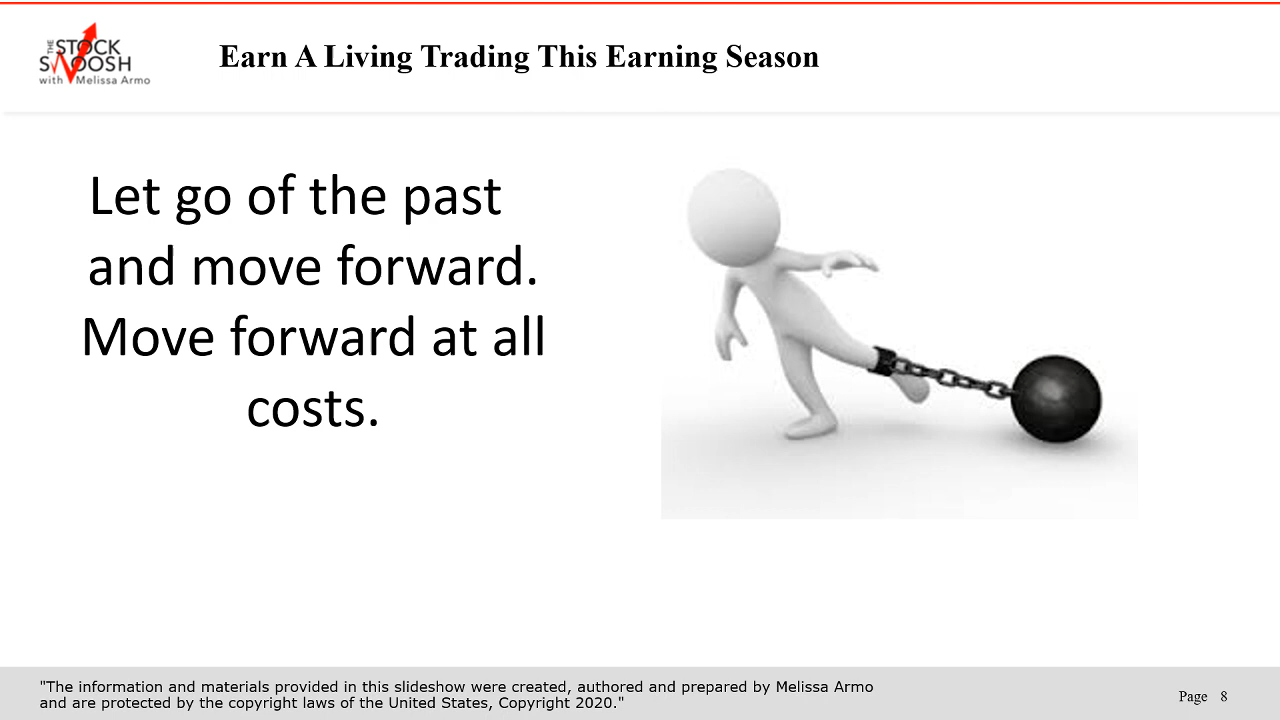 THE
STOCK
SWOOSH
with Melissa Armo
Earn A Living Trading This Earning Season
Let go of the past
and move forward.
Move forward at all
costs.
"The information and materials provided in this slideshow were created, authored and prepared by Melissa Armo
and are protected by the copyright laws of the United States, Copyright 2020."
Page 8